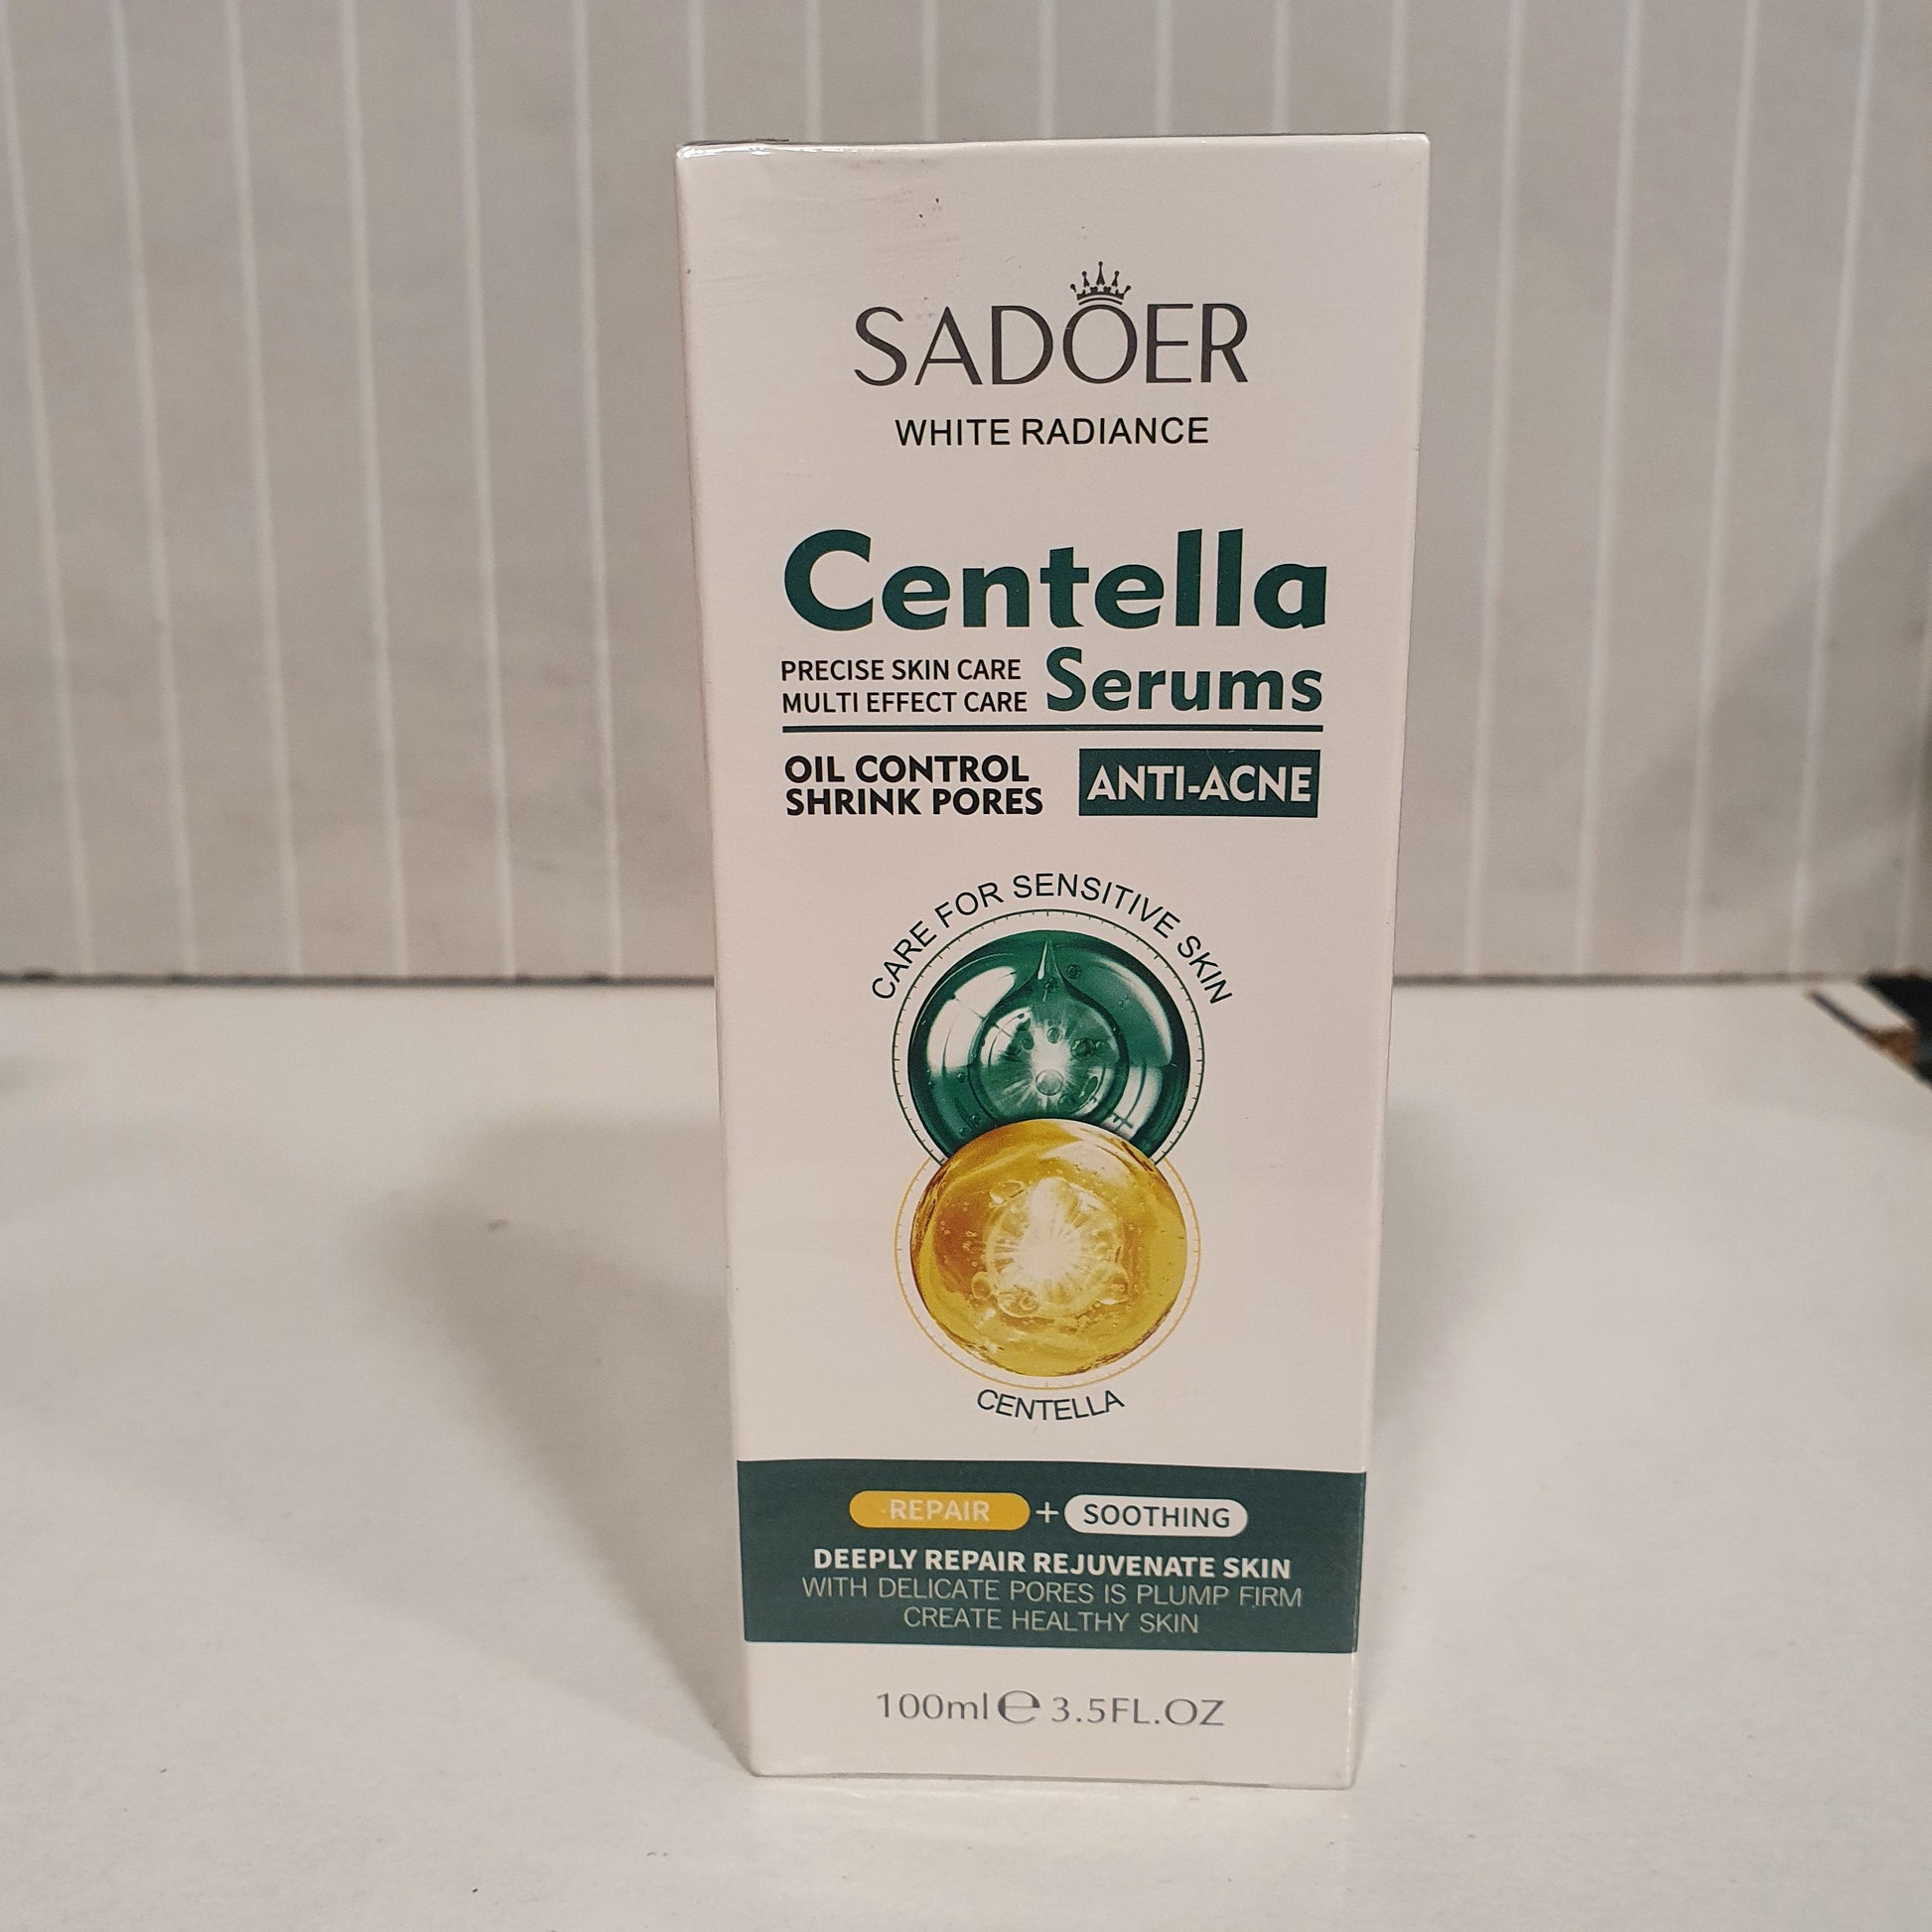 SADOER
WHITE RADIANCE
Centella
PRECISE SKIN CARE
MULTI EFFECT CARE
Serums
OIL CONTROL
SHRINK PORES
ANTI-ACNE
CARE FOR SENSITIVE SKIN
CENTELLA
REPAIR + SOOTHING
DEEPLY REPAIR REJUVENATE SKIN
WITH DELICATE PORES IS PLUMP FIRM
CREATE HEALTHY SKIN
100ml ℮ 3.5FL.OZ